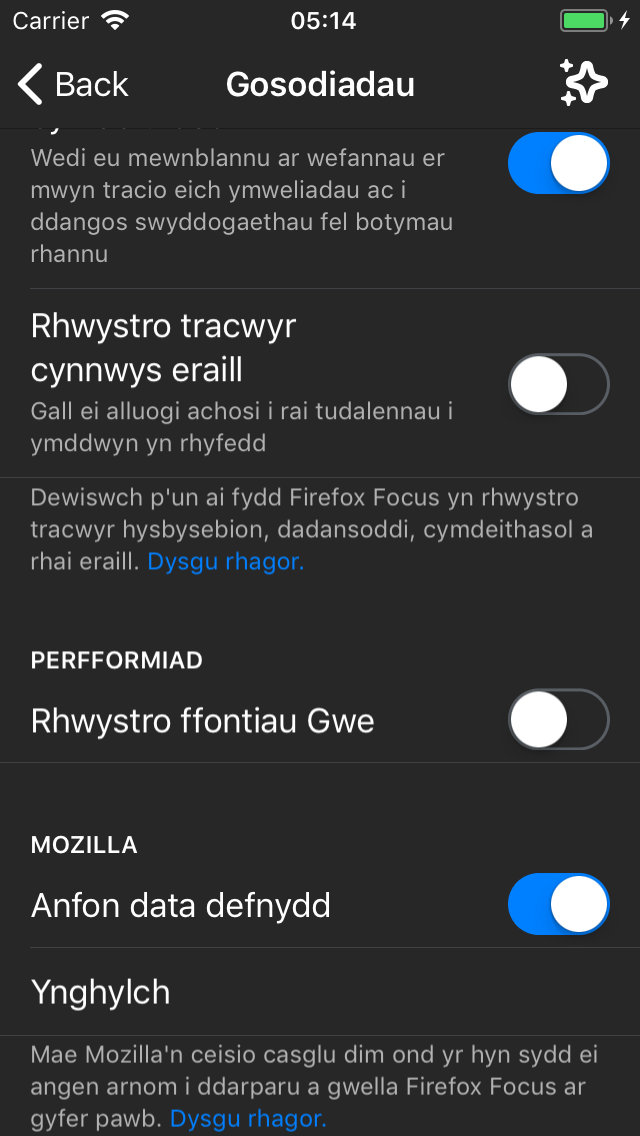 Carrier
05:14
Back
Gosodiadau
Wedi eu mewnblannu ar wefannau er
mwyn tracio eich ymweliadau ac i
ddangos swyddogaethau fel botymau
rhannu
Rhwystro tracwyr
cynnwys eraill
Gall ei alluogi achosi i rai tudalennau i
ymddwyn yn rhyfedd
Dewiswch p'un ai fydd Firefox Focus yn rhwystro
tracwyr hysbysebion, dadansoddi, cymdeithasol a
rhai eraill. Dysgu rhagor.
PERFFORMIAD
Rhwystro ffontiau Gwe
MOZILLA
Anfon data defnydd
Ynghylch
Mae Mozilla'n ceisio casglu dim ond yr hyn sydd ei
angen arnom i ddarparu a gwella Firefox Focus ar
gyfer pawb. Dysgu rhagor.